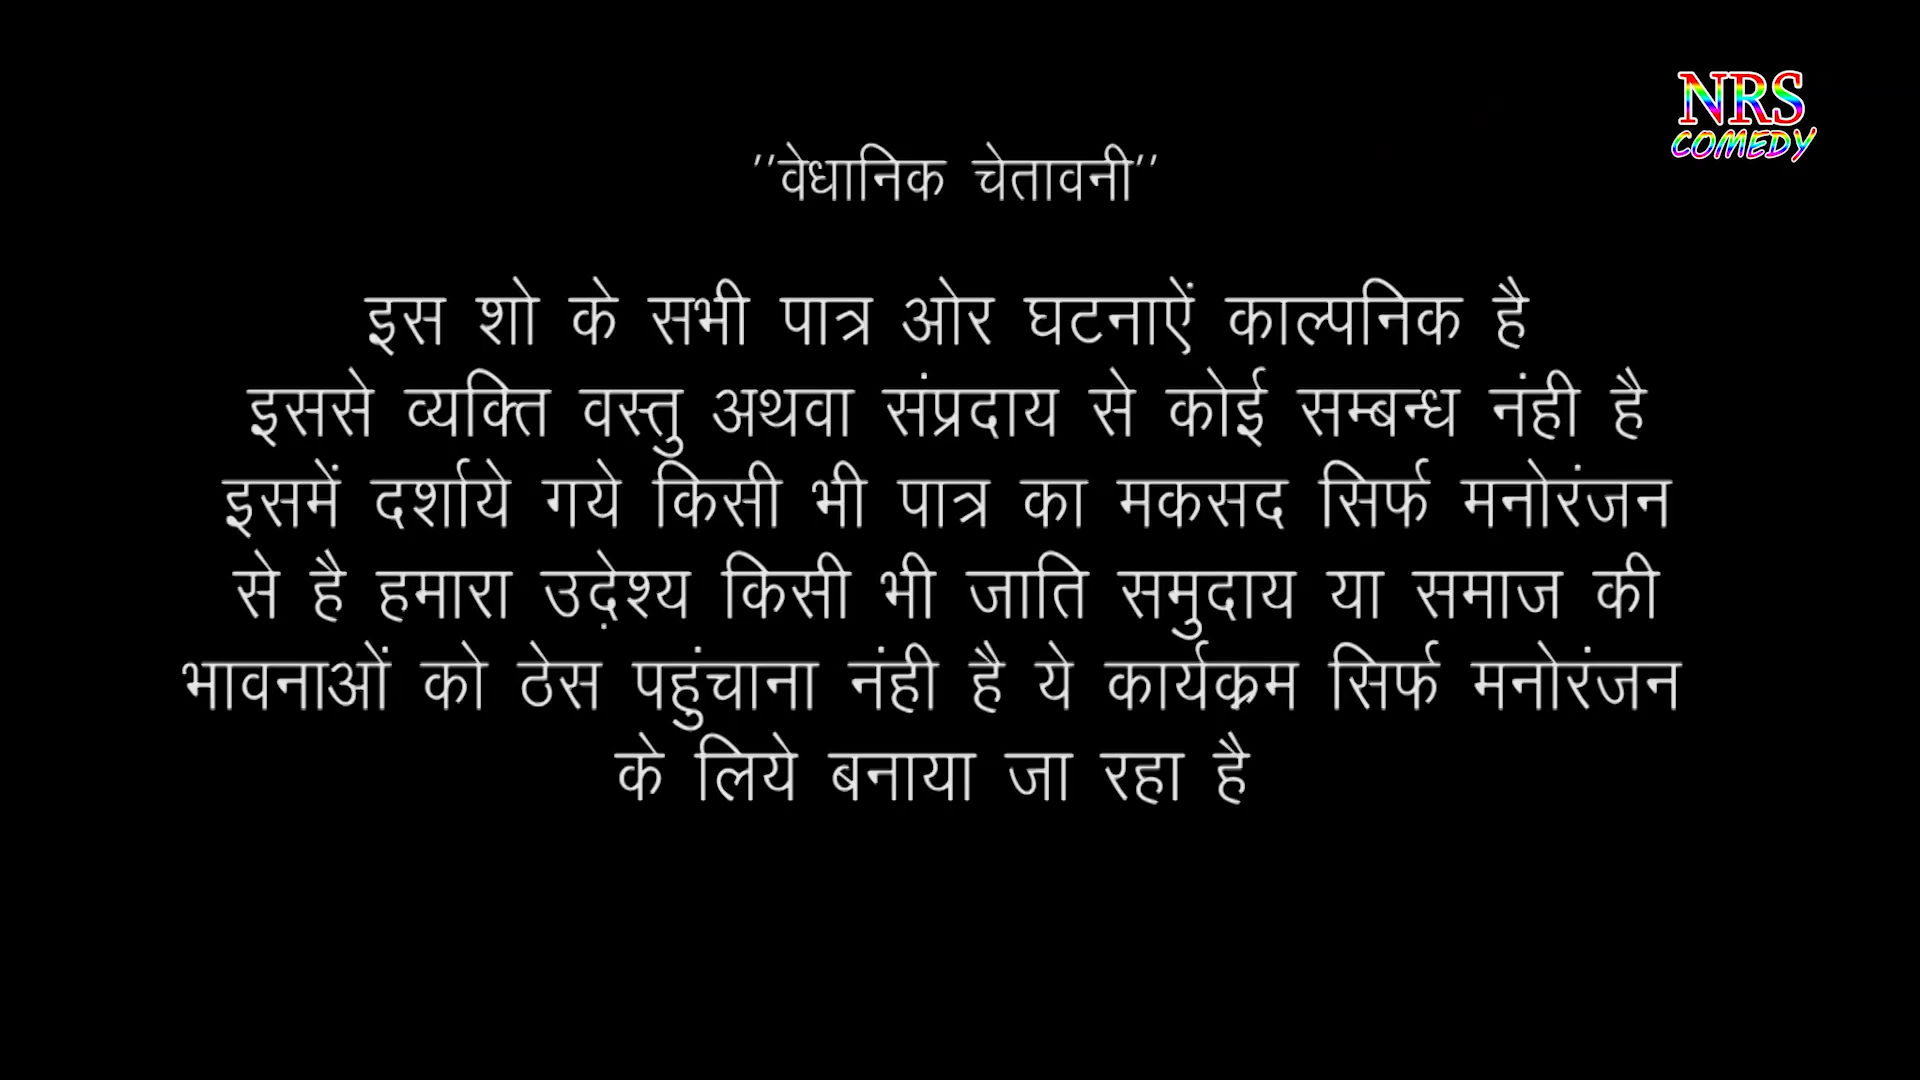 NRS
COMEDY
''वेधानिक चेतावनी''
इस शो के सभी पात्र ओर घटनाऐं काल्पनिक है
इससे व्यक्ति वस्तु अथवा संप्रदाय से कोई सम्बन्ध नंही है
इसमें दर्शाये गये किसी भी पात्र का मकसद सिर्फ मनोरंजन
से है हमारा उद़ेश्य किसी भी जाति समुदाय या समाज की
भावनाओं को ठेस पहुंचाना नंही है ये कार्यक्रम सिर्फ मनोरंजन
के लिये बनाया जा रहा है